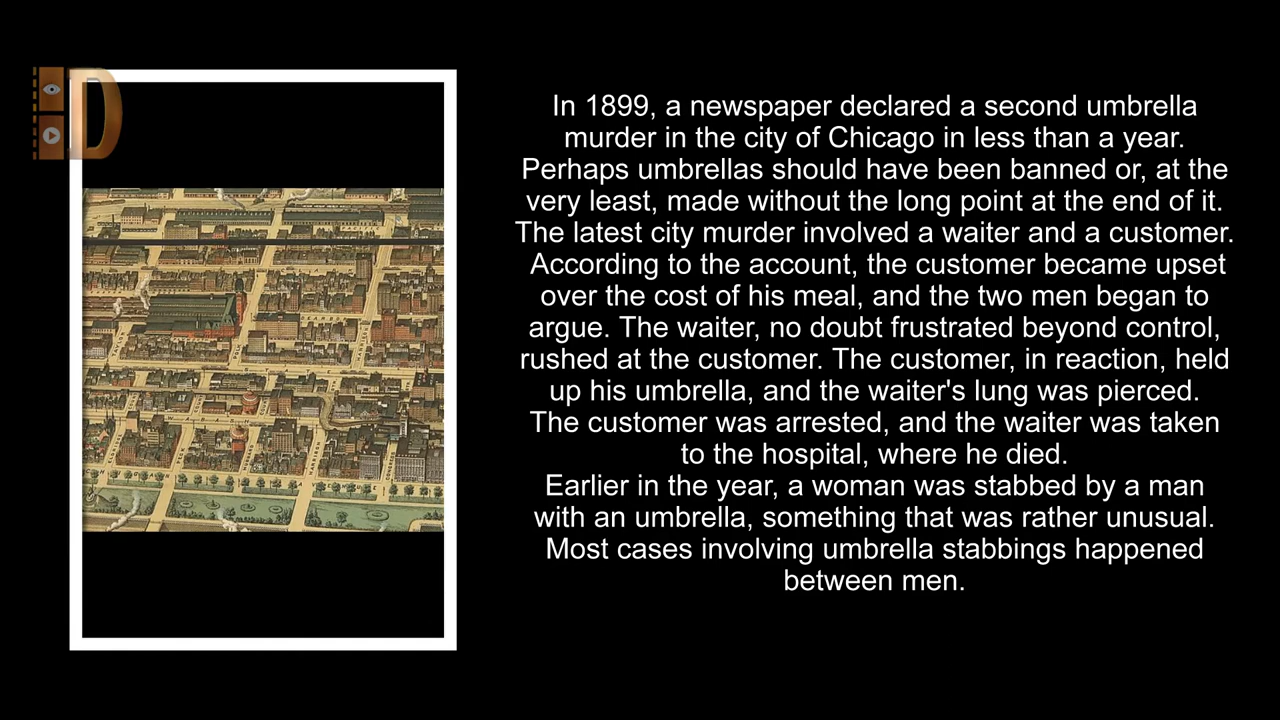 D
In 1899, a newspaper declared a second umbrella
murder in the city of Chicago in less than a year.
Perhaps umbrellas should have been banned or, at the
very least, made without the long point at the end of it.
The latest city murder involved a waiter and a customer.
According to the account, the customer became upset
over the cost of his meal, and the two men began to
argue. The waiter, no doubt frustrated beyond control,
rushed at the customer. The customer, in reaction, held
up his umbrella, and the waiter's lung was pierced.
The customer was arrested, and the waiter was taken
to the hospital, where he died.
Earlier in the year, a woman was stabbed by a man
with an umbrella, something that was rather unusual.
Most cases involving umbrella stabbings happened
between men.